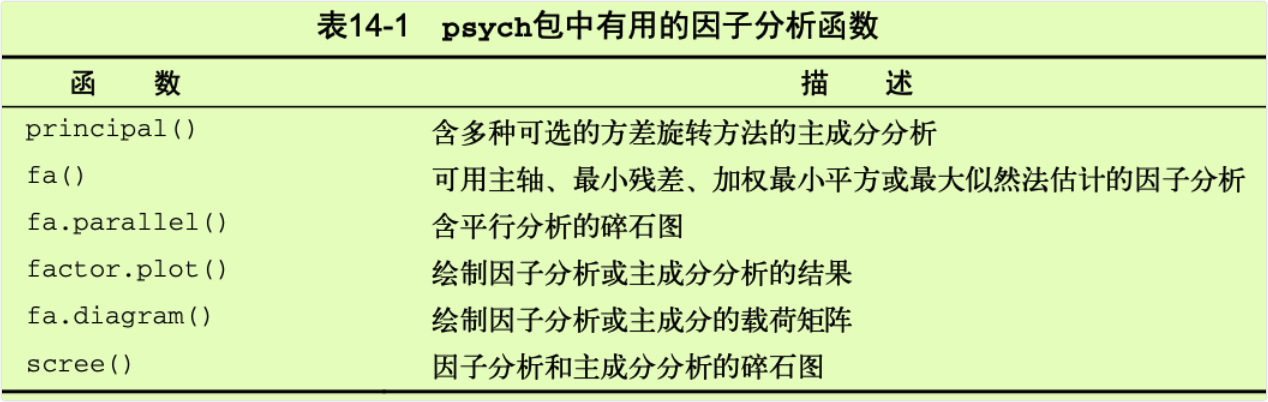 表14-1 psych包中有用的因子分析函数
函 数 描 述
principal() 含多种可选的方差旋转方法的主成分分析
fa() 可用主轴、最小残差、加权最小平方或最大似然法估计的因子分析
fa.parallel() 含平行分析的碎石图
factor.plot() 绘制因子分析或主成分分析的结果
fa.diagram() 绘制因子分析或主成分的载荷矩阵
scree() 因子分析和主成分分析的碎石图